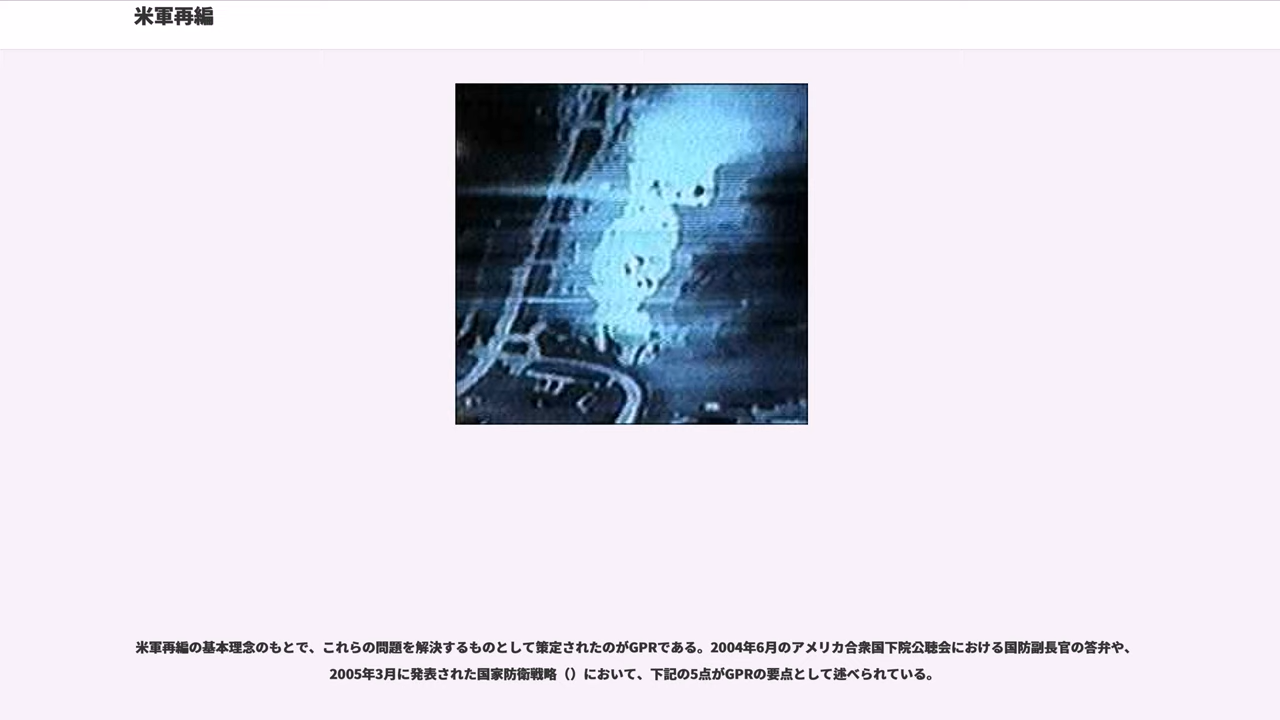 米軍再編
米軍再編の基本理念のもとで、これらの問題を解決するものとして策定されたのがGPRである。2004年6月のアメリカ合衆国下院公聴会における国防副長官の答弁や、
2005年3月に発表された国家防衛戦略（）において、下記の5点がGPRの要点として述べられている。